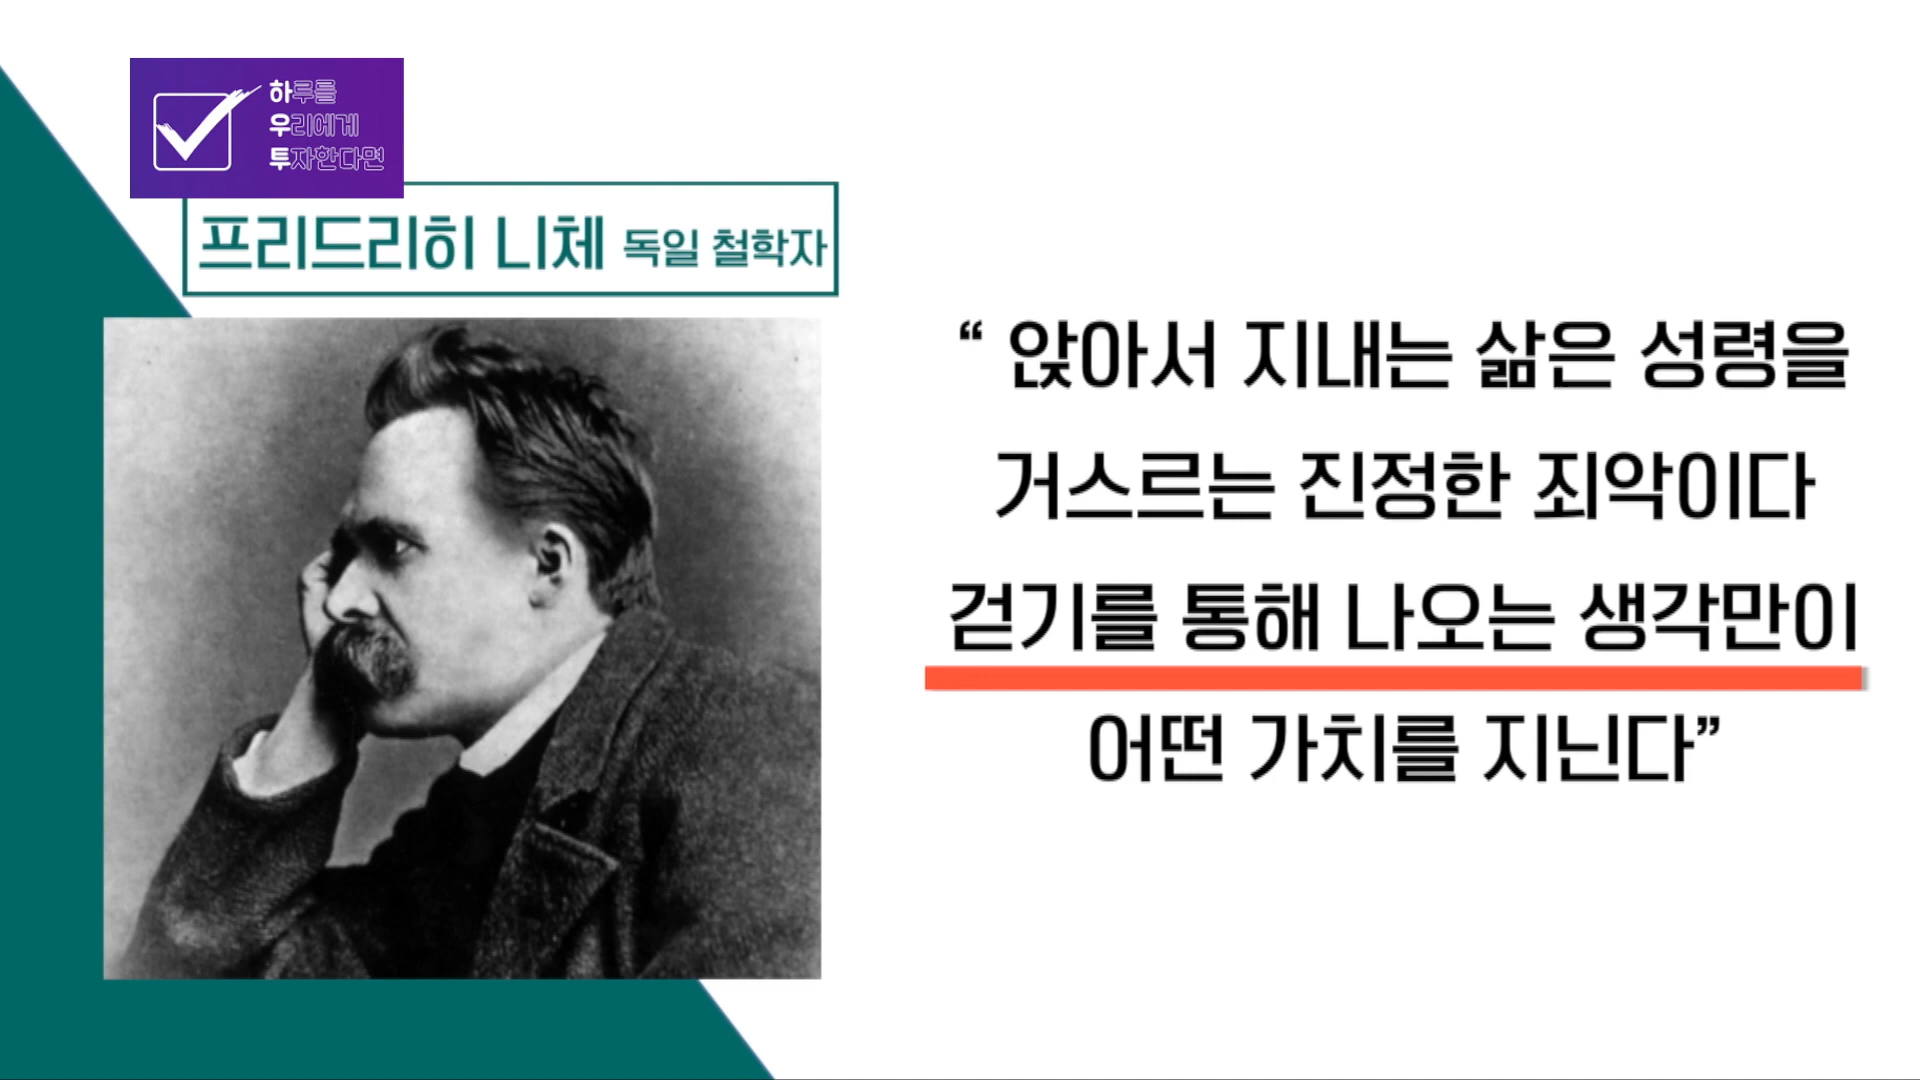 하루를
우리에게
투자한다면
프리드리히 니체 독일 철학자
“ 앉아서 지내는 삶은 성령을
거스르는 진정한 죄악이다
걷기를 통해 나오는 생각만이
어떤 가치를 지닌다”